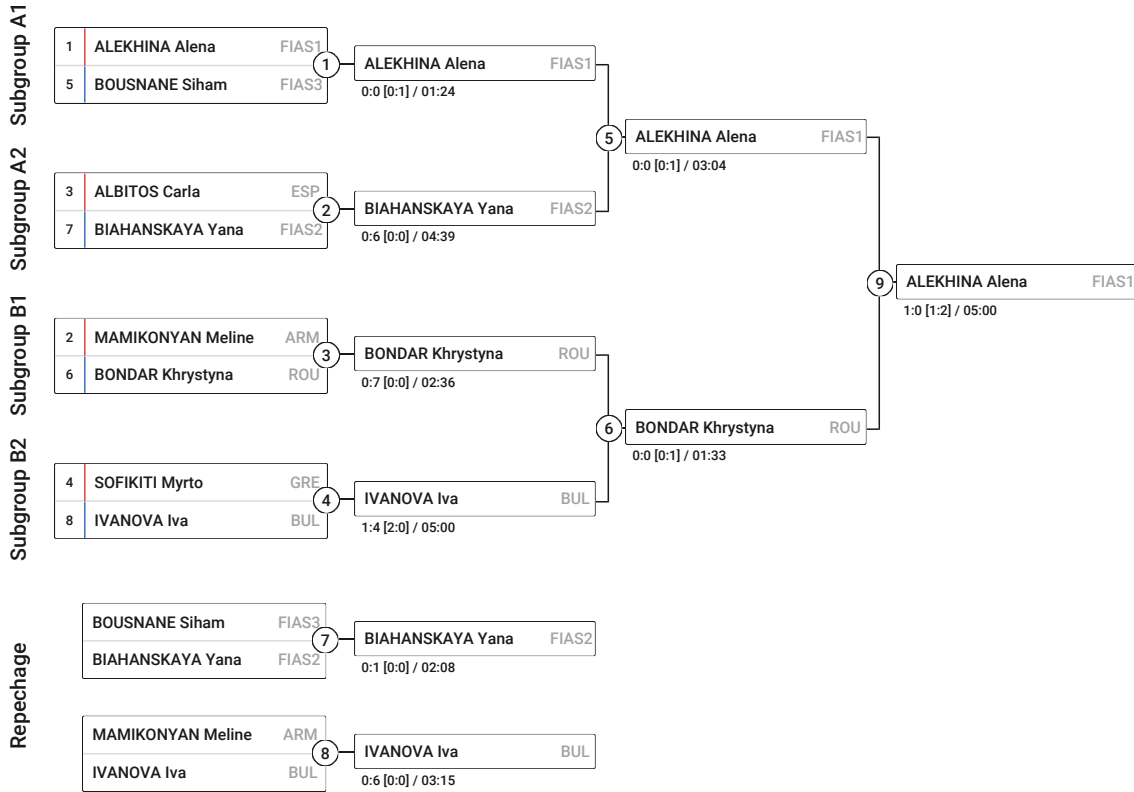 Subgroup A1
1 ALEKHINA Alena FIAS1
5 BOUSNANE Siham FIAS3
1
ALEKHINA Alena FIAS1
0:0 [0:1] / 01:24
Subgroup A2
3 ALBITOS Carla ESP
7 BIAHANSKAYA Yana FIAS2
2
BIAHANSKAYA Yana FIAS2
0:6 [0:0] / 04:39
5
ALEKHINA Alena FIAS1
0:0 [0:1] / 03:04
Subgroup B1
2 MAMIKONYAN Meline ARM
6 BONDAR Khrystyna ROU
3
BONDAR Khrystyna ROU
0:7 [0:0] / 02:36
Subgroup B2
4 SOFIKITI Myrto GRE
8 IVANOVA Iva BUL
4
IVANOVA Iva BUL
1:4 [2:0] / 05:00
6
BONDAR Khrystyna ROU
0:0 [0:1] / 01:33
9
ALEKHINA Alena FIAS1
1:0 [1:2] / 05:00
Repechage
BOUSNANE Siham FIAS3
BIAHANSKAYA Yana FIAS2
7
BIAHANSKAYA Yana FIAS2
0:1 [0:0] / 02:08
MAMIKONYAN Meline ARM
IVANOVA Iva BUL
8
IVANOVA Iva BUL
0:6 [0:0] / 03:15